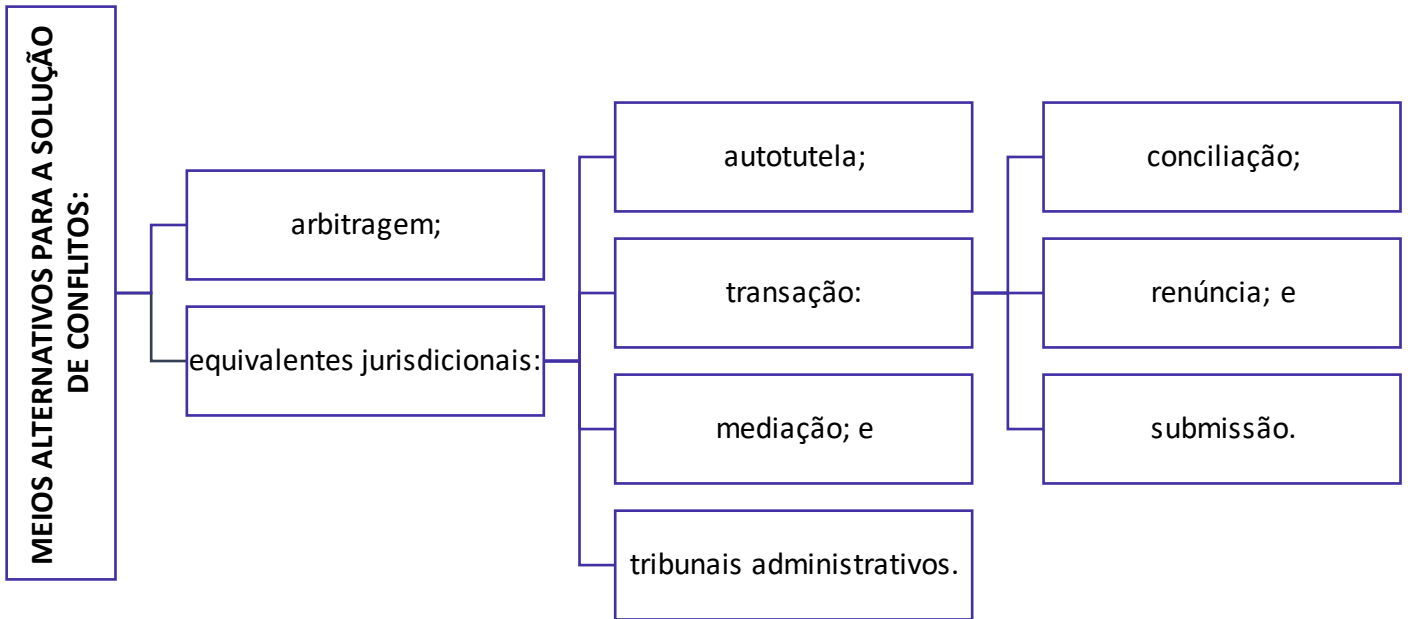 MEIOS ALTERNATIVOS PARA A SOLUÇÃO
DE CONFLITOS:
arbitragem;
equivalentes jurisdicionais:
autotutela;
transação:
mediação; e
tribunais administrativos.
conciliação;
renúncia; e
submissão.